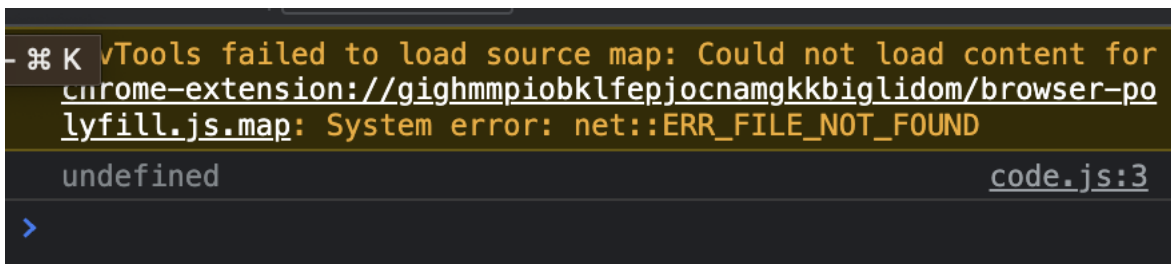 - ⌘ K vTools failed to load source map: Could not load content for
chrome-extension://gighmmpiobklfepjocnamgkkbiglidom/browser-po
lyfill.js.map: System error: net::ERR_FILE_NOT_FOUND
undefined code.js:3
>